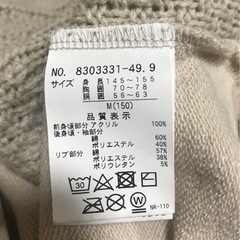 NO. 8303331-49.9
サイズ 身長 145~155
胸囲 70~78
胴囲 56~63
M(150)
品質表示
前身頃部分 アクリル 100%
後身頃・袖部分
綿 60%
ポリエステル 40%
リブ部分 綿 57%
ポリエステル 38%
ポリウレタン 5%
30
W
NR-110